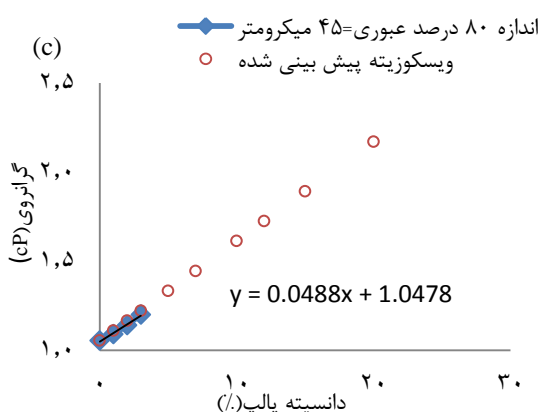 (c)
اندازه ۸۰ درصد عبوری=۴۵ میکرومتر
ویسکوزیته پیش بینی شده
گرانروی(cP)
۲,۵
۲,۰
۱,۵
۱,۰
y = 0.0488x + 1.0478
۰ ۱۰ ۲۰ ۳۰
دانسیته پالپ(٪)